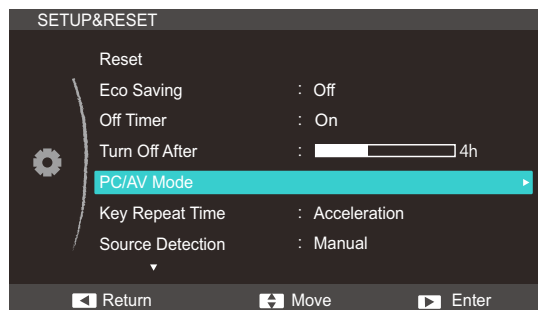 SETUP&RESET
Reset
Eco Saving : Off
Off Timer : On
Turn Off After : 4h
PC/AV Mode
Key Repeat Time : Acceleration
Source Detection : Manual
Return Move Enter